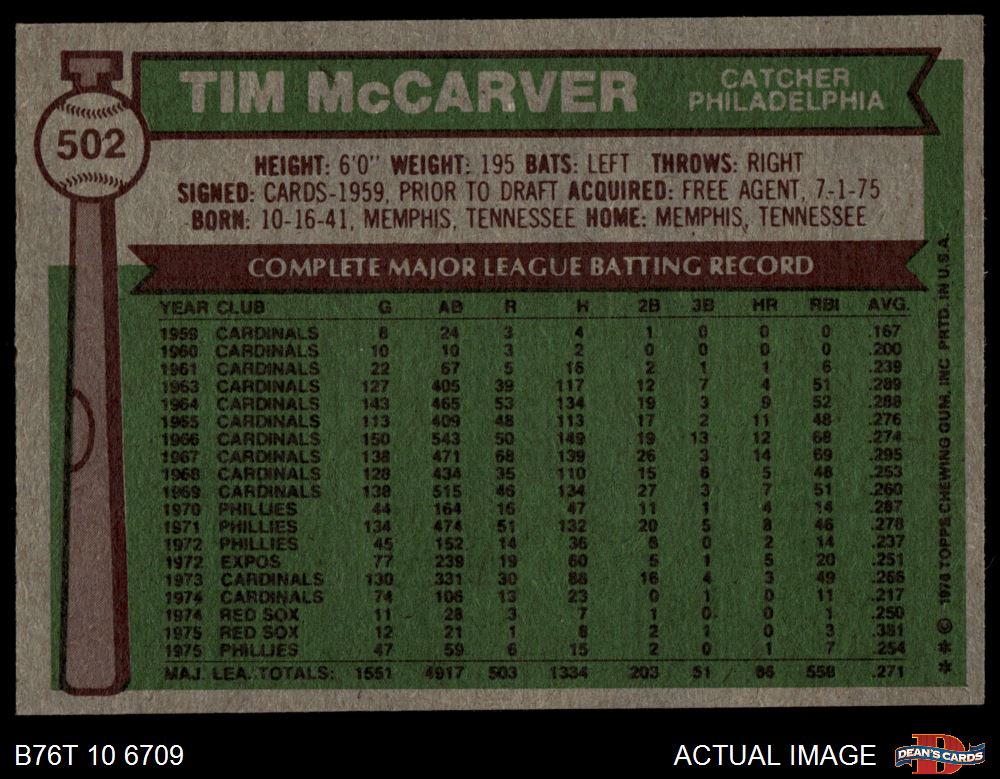 TIM McCARVER
CATCHER
PHILADELPHIA
502
HEIGHT: 6'0" WEIGHT: 195 BATS: LEFT THROWS: RIGHT
SIGNED: CARDS-1959, PRIOR TO DRAFT ACQUIRED: FREE AGENT, 7-1-75
BORN: 10-16-41, MEMPHIS, TENNESSEE HOME: MEMPHIS, TENNESSEE
COMPLETE MAJOR LEAGUE BATTING RECORD
YEAR CLUB G AB R H 2B 3B HR RBI AVG.
1959 CARDINALS 8 24 3 4 1 0 0 0 .167
1960 CARDINALS 10 10 3 2 0 0 0 0 .200
1961 CARDINALS 22 67 5 16 2 1 1 6 .239
1963 CARDINALS 127 405 39 117 12 7 4 51 .289
1964 CARDINALS 143 465 53 134 19 3 9 52 .288
1965 CARDINALS 113 409 48 113 17 2 11 48 .276
1966 CARDINALS 150 543 50 149 19 13 12 68 .274
1967 CARDINALS 138 471 68 139 26 3 14 69 .295
1968 CARDINALS 128 434 35 110 15 6 5 48 .253
1969 CARDINALS 138 515 46 134 27 3 7 51 .260
1970 PHILLIES 44 164 16 47 11 1 4 14 .287
1971 PHILLIES 134 474 51 132 20 5 8 46 .278
1972 PHILLIES 45 152 14 36 8 0 2 14 .237
1972 EXPOS 77 239 19 60 5 1 5 20 .251
1973 CARDINALS 130 331 30 88 16 4 3 49 .266
1974 CARDINALS 74 106 13 23 0 1 0 11 .217
1974 RED SOX 11 28 3 7 1 0 0 1 .250
1975 RED SOX 12 21 1 8 2 1 0 3 .381
1975 PHILLIES 47 59 6 15 2 0 1 7 .254
MAJ. LEA. TOTALS: 1551 4917 503 1334 203 51 86 558 .271
* * © 1976 TOPPS CHEWING GUM, INC PRTD. IN U.S.A.
B76T 10 6709
ACTUAL IMAGE
DEAN'S CARDS